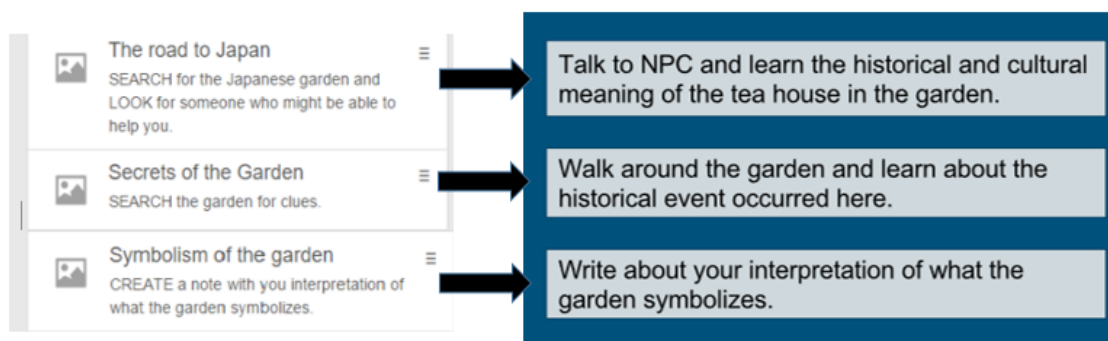 The road to Japan
SEARCH for the Japanese garden and
LOOK for someone who might be able to
help you.
Talk to NPC and learn the historical and cultural
meaning of the tea house in the garden.
Secrets of the Garden
SEARCH the garden for clues.
Walk around the garden and learn about the
historical event occurred here.
Symbolism of the garden
CREATE a note with you interpretation of
what the garden symbolizes.
Write about your interpretation of what the
garden symbolizes.